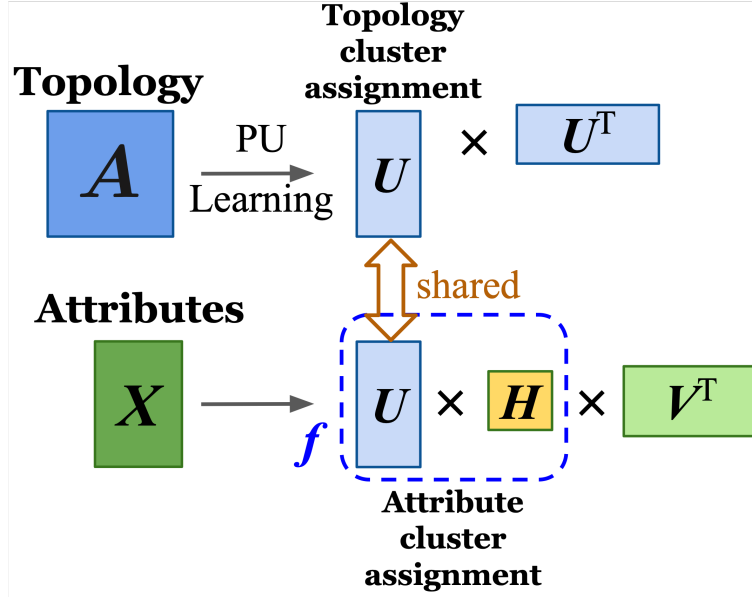 Topology
cluster
assignment
Topology
A
PU
Learning
U
×
U^T
shared
Attributes
X
f
U
×
H
×
V^T
Attribute
cluster
assignment